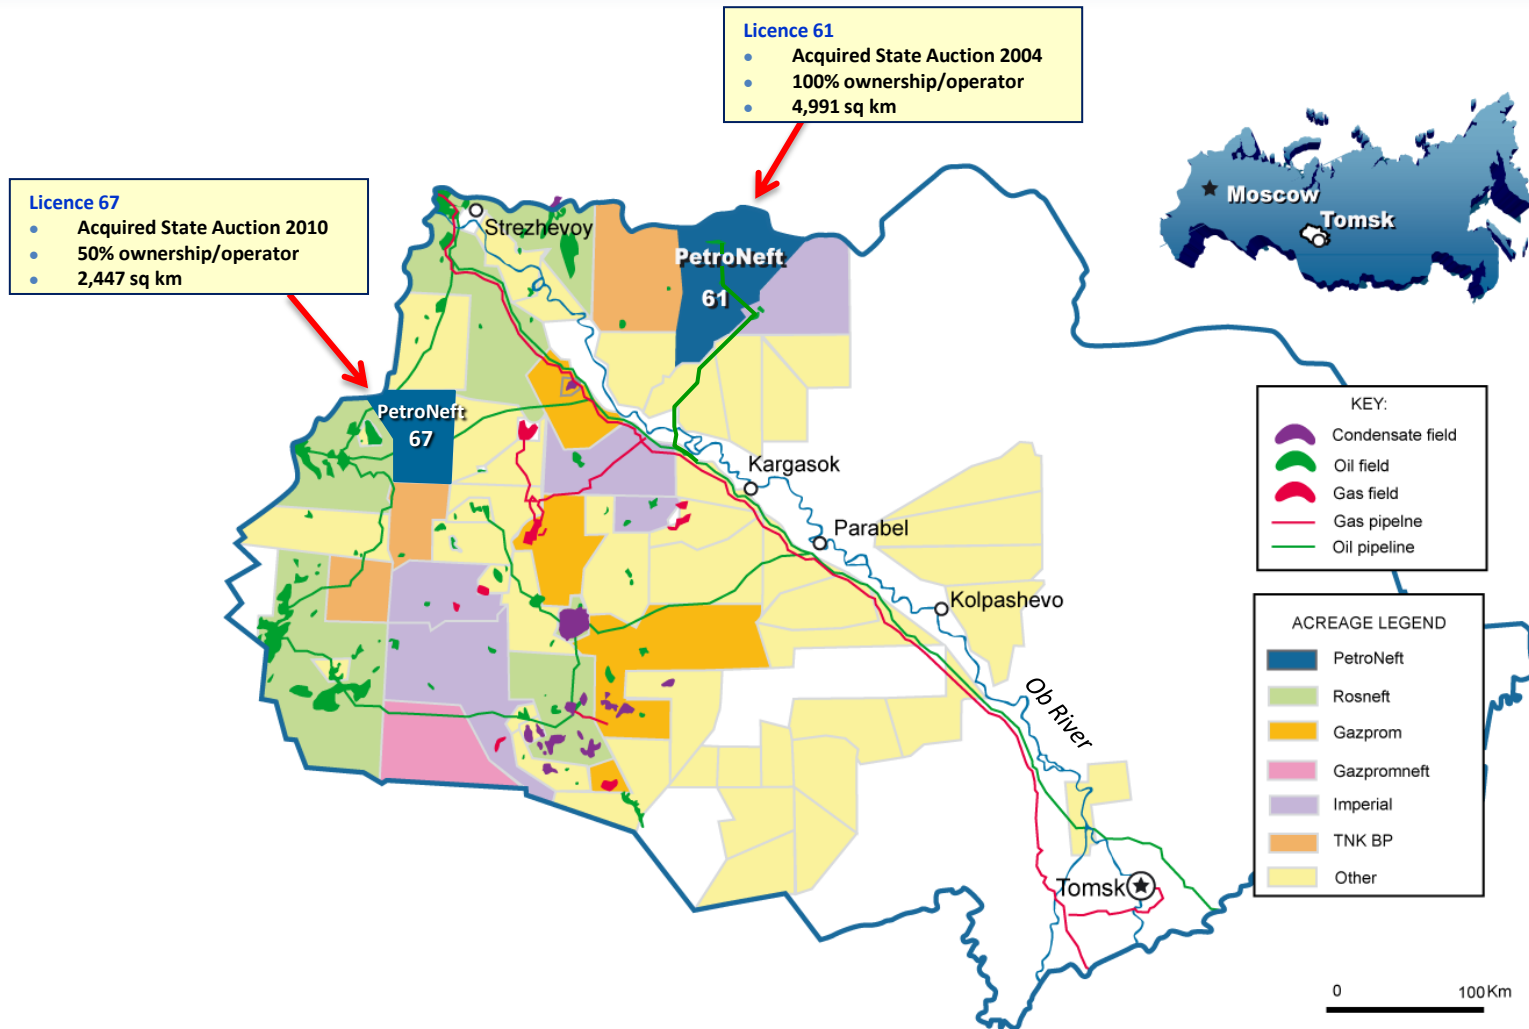 Licence 61
• Acquired State Auction 2004
• 100% ownership/operator
• 4,991 sq km
Licence 67
• Acquired State Auction 2010
• 50% ownership/operator
• 2,447 sq km
Moscow
Tomsk
Strezhevoy
PetroNeft
61
PetroNeft
67
Kargasok
Parabel
Kolpashevo
Ob River
Tomsk
KEY:
Condensate field
Oil field
Gas field
Gas pipelne
Oil pipeline
ACREAGE LEGEND
PetroNeft
Rosneft
Gazprom
Gazpromneft
Imperial
TNK BP
Other
0 100 Km